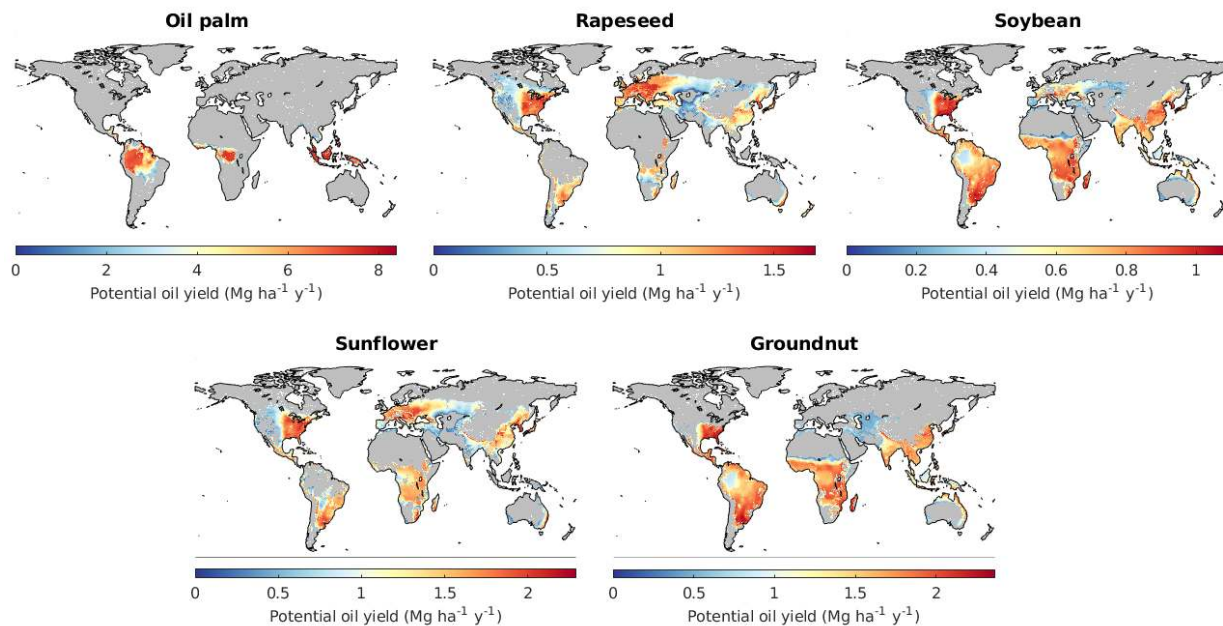 Oil palm
Rapeseed
Soybean
0 2 4 6 8
0 0.5 1 1.5
0 0.2 0.4 0.6 0.8 1
Potential oil yield (Mg ha⁻¹ y⁻¹)
Potential oil yield (Mg ha⁻¹ y⁻¹)
Potential oil yield (Mg ha⁻¹ y⁻¹)
Sunflower
Groundnut
0 0.5 1 1.5 2
0 0.5 1 1.5 2
Potential oil yield (Mg ha⁻¹ y⁻¹)
Potential oil yield (Mg ha⁻¹ y⁻¹)